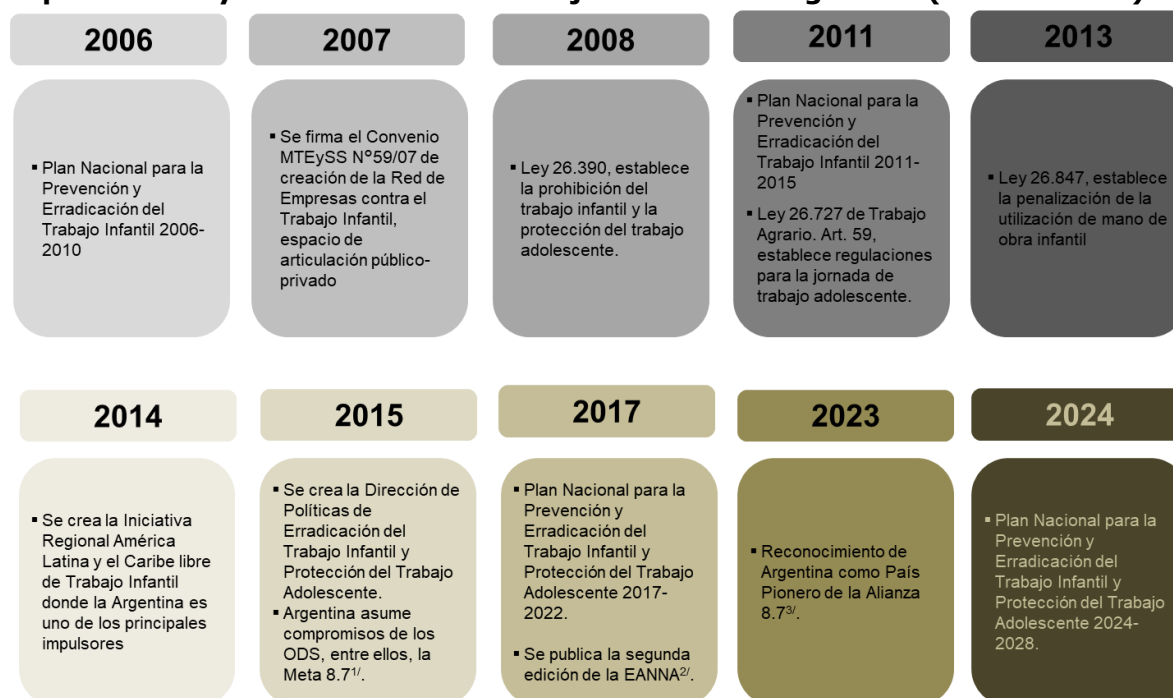 2006
2007
2008
2011
2013
▪ Plan Nacional para la
Prevención y
Erradicación del
Trabajo Infantil 2006-
2010
▪ Se firma el Convenio
MTEySS Nº59/07 de
creación de la Red de
Empresas contra el
Trabajo Infantil,
espacio de
articulación público-
privado
▪ Ley 26.390, establece
la prohibición del
trabajo infantil y la
protección del trabajo
adolescente.
▪ Plan Nacional para la
Prevención y
Erradicación del
Trabajo Infantil 2011-
2015
▪ Ley 26.727 de Trabajo
Agrario. Art. 59,
establece regulaciones
para la jornada de
trabajo adolescente.
▪ Ley 26.847, establece
la penalización de la
utilización de mano de
obra infantil
2014
2015
2017
2023
2024
▪ Se crea la Iniciativa
Regional América
Latina y el Caribe libre
de Trabajo Infantil
donde la Argentina es
uno de los principales
impulsores
▪ Se crea la Dirección de
Políticas de
Erradicación del
Trabajo Infantil y
Protección del Trabajo
Adolescente.
▪ Argentina asume
compromisos de los
ODS, entre ellos, la
Meta 8.7¹/.
▪ Plan Nacional para la
Prevención y
Erradicación del
Trabajo Infantil y
Protección del Trabajo
Adolescente 2017-
2022.
▪ Se publica la segunda
edición de la EANNA²/.
▪ Reconocimiento de
Argentina como País
Pionero de la Alianza
8.7³/.
▪ Plan Nacional para la
Prevención y
Erradicación del
Trabajo Infantil y
Protección del Trabajo
Adolescente 2024-
2028.